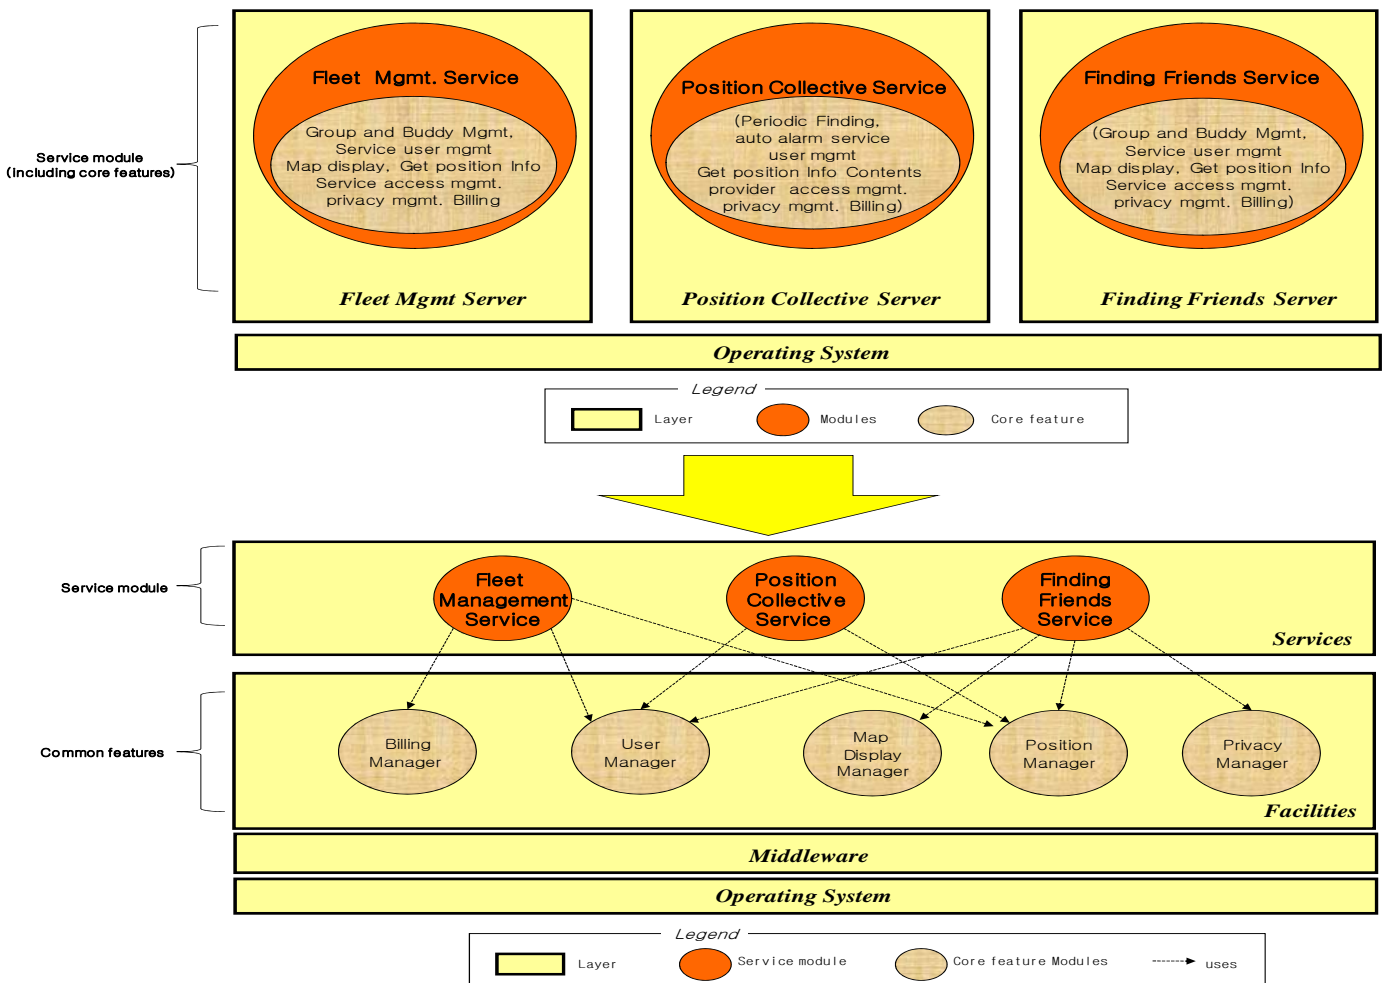 Service module
(including core features)
Fleet Mgmt. Service
Group and Buddy Mgmt,
Service user mgmt
Map display, Get position Info
Service access mgmt.
privacy mgmt. Billing
Fleet Mgmt Server
Position Collective Service
(Periodic Finding,
auto alarm service
user mgmt
Get position Info Contents
provider access mgmt.
privacy mgmt. Billing)
Position Collective Server
Finding Friends Service
(Group and Buddy Mgmt,
Service user mgmt
Map display, Get position Info
Service access mgmt.
privacy mgmt. Billing)
Finding Friends Server
Operating System
Legend
Layer
Modules
Core feature
Service module
Fleet
Management
Service
Position
Collective
Service
Finding
Friends
Service
Services
Common features
Billing
Manager
User
Manager
Map
Display
Manager
Position
Manager
Privacy
Manager
Facilities
Middleware
Operating System
Legend
Layer
Service module
Core feature Modules
uses